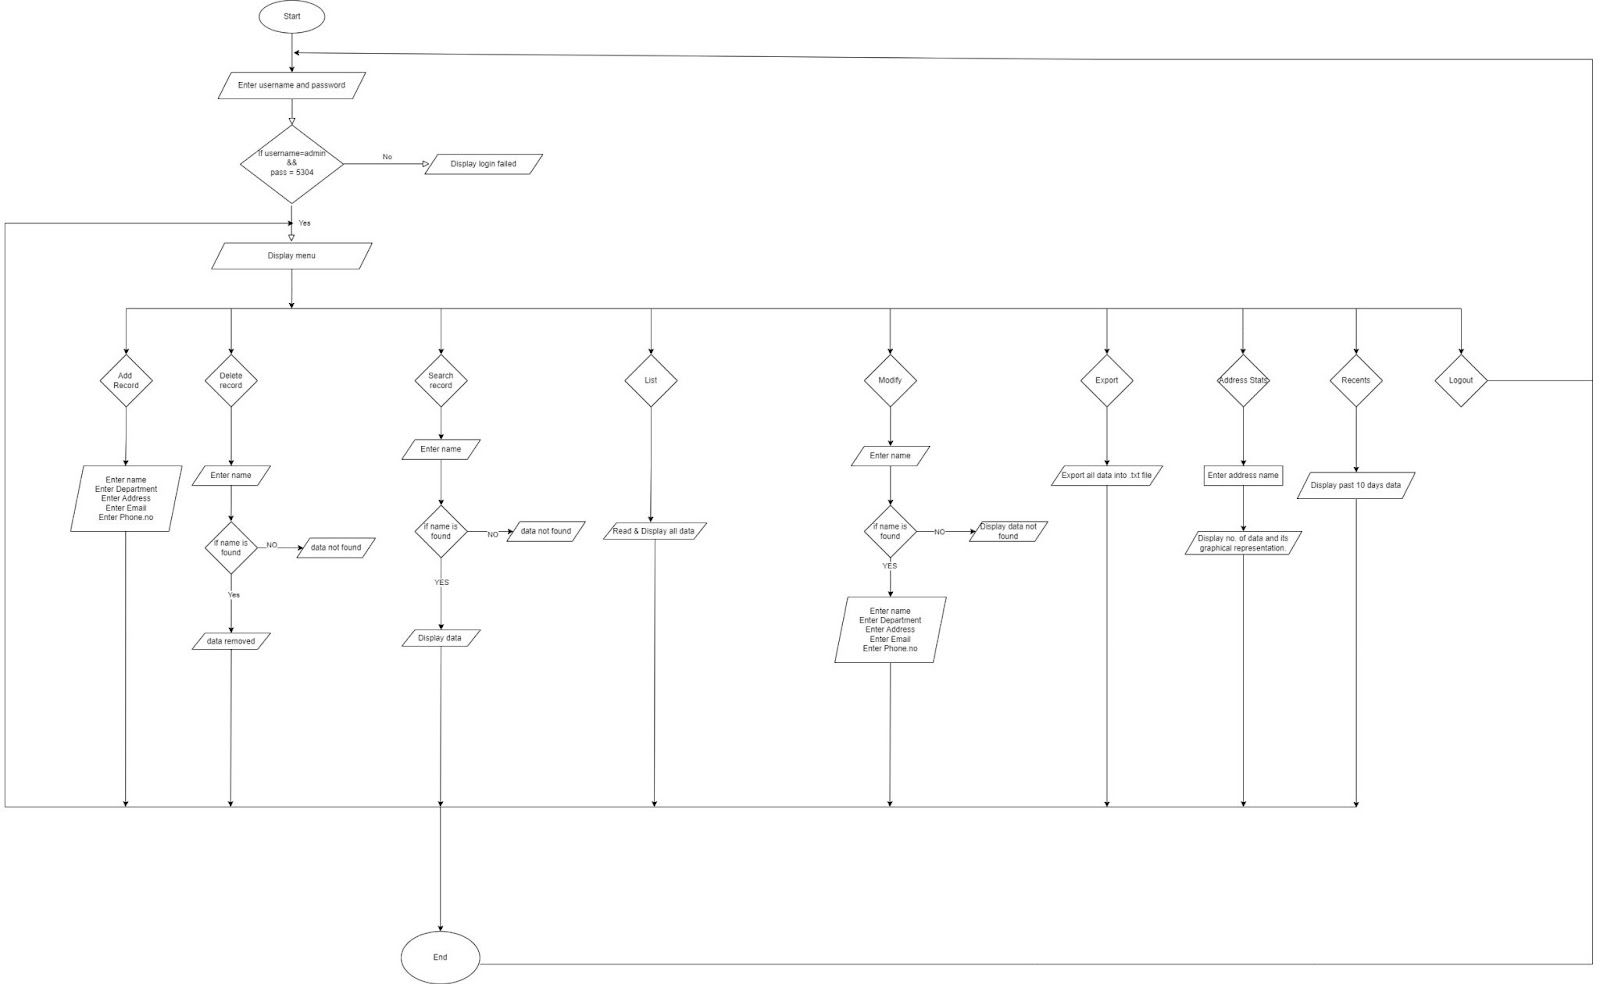 Start
Enter username and password
If username=admin
&&
pass = 5304
No
Display login failed
Yes
Display menu
Add
Record
Delete
record
Search
record
List
Modify
Export
Address Stats
Recents
Logout
Enter name
Enter Department
Enter Address
Enter Email
Enter Phone.no
Enter name
if name is
found
NO
data not found
Yes
data removed
Enter name
if name is
found
NO
data not found
YES
Display data
Read & Display all data
Enter name
if name is
found
NO
Display data not
found
YES
Enter name
Enter Department
Enter Address
Enter Email
Enter Phone.no
Export all data into .txt file
Enter address name
Display no. of data and its
graphical representation.
Display past 10 days data
End